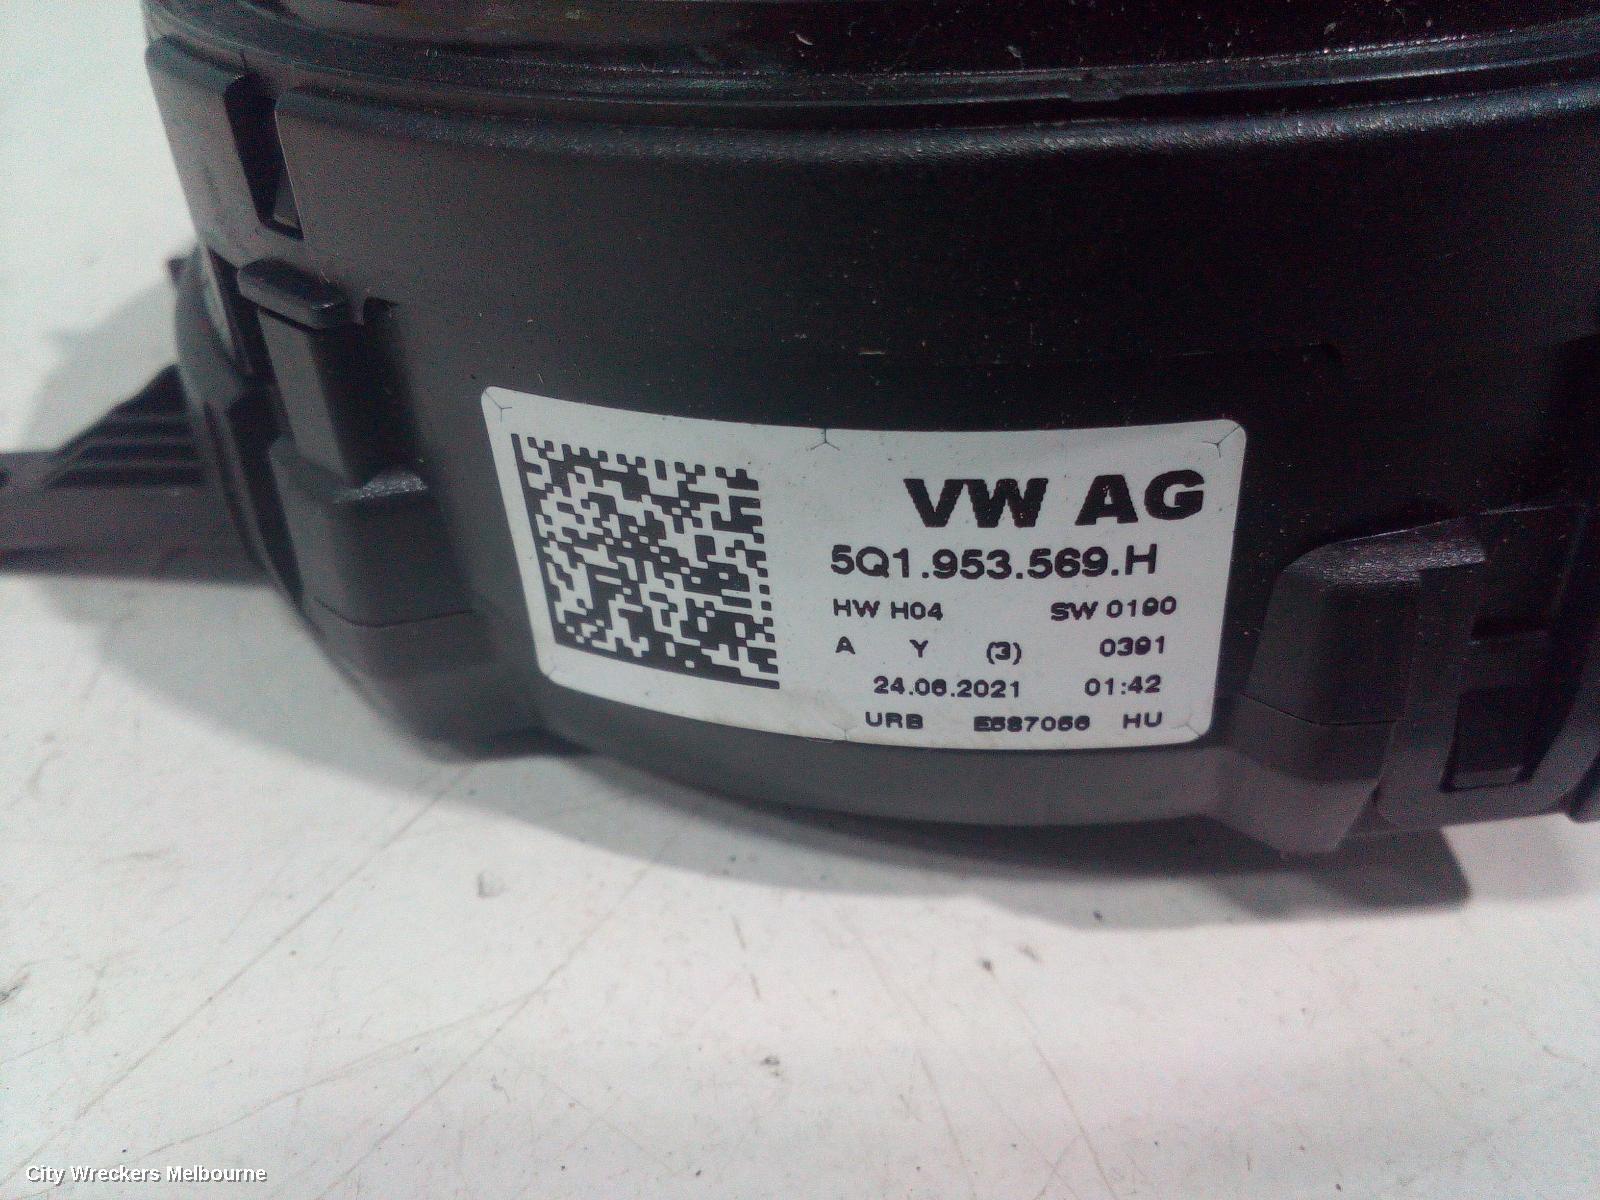 VW AG
5Q1.953.569.H
HW H04 SW 0190
A Y (3) 0391
24.06.2021 01:42
URB E587066 HU
City Wreckers Melbourne